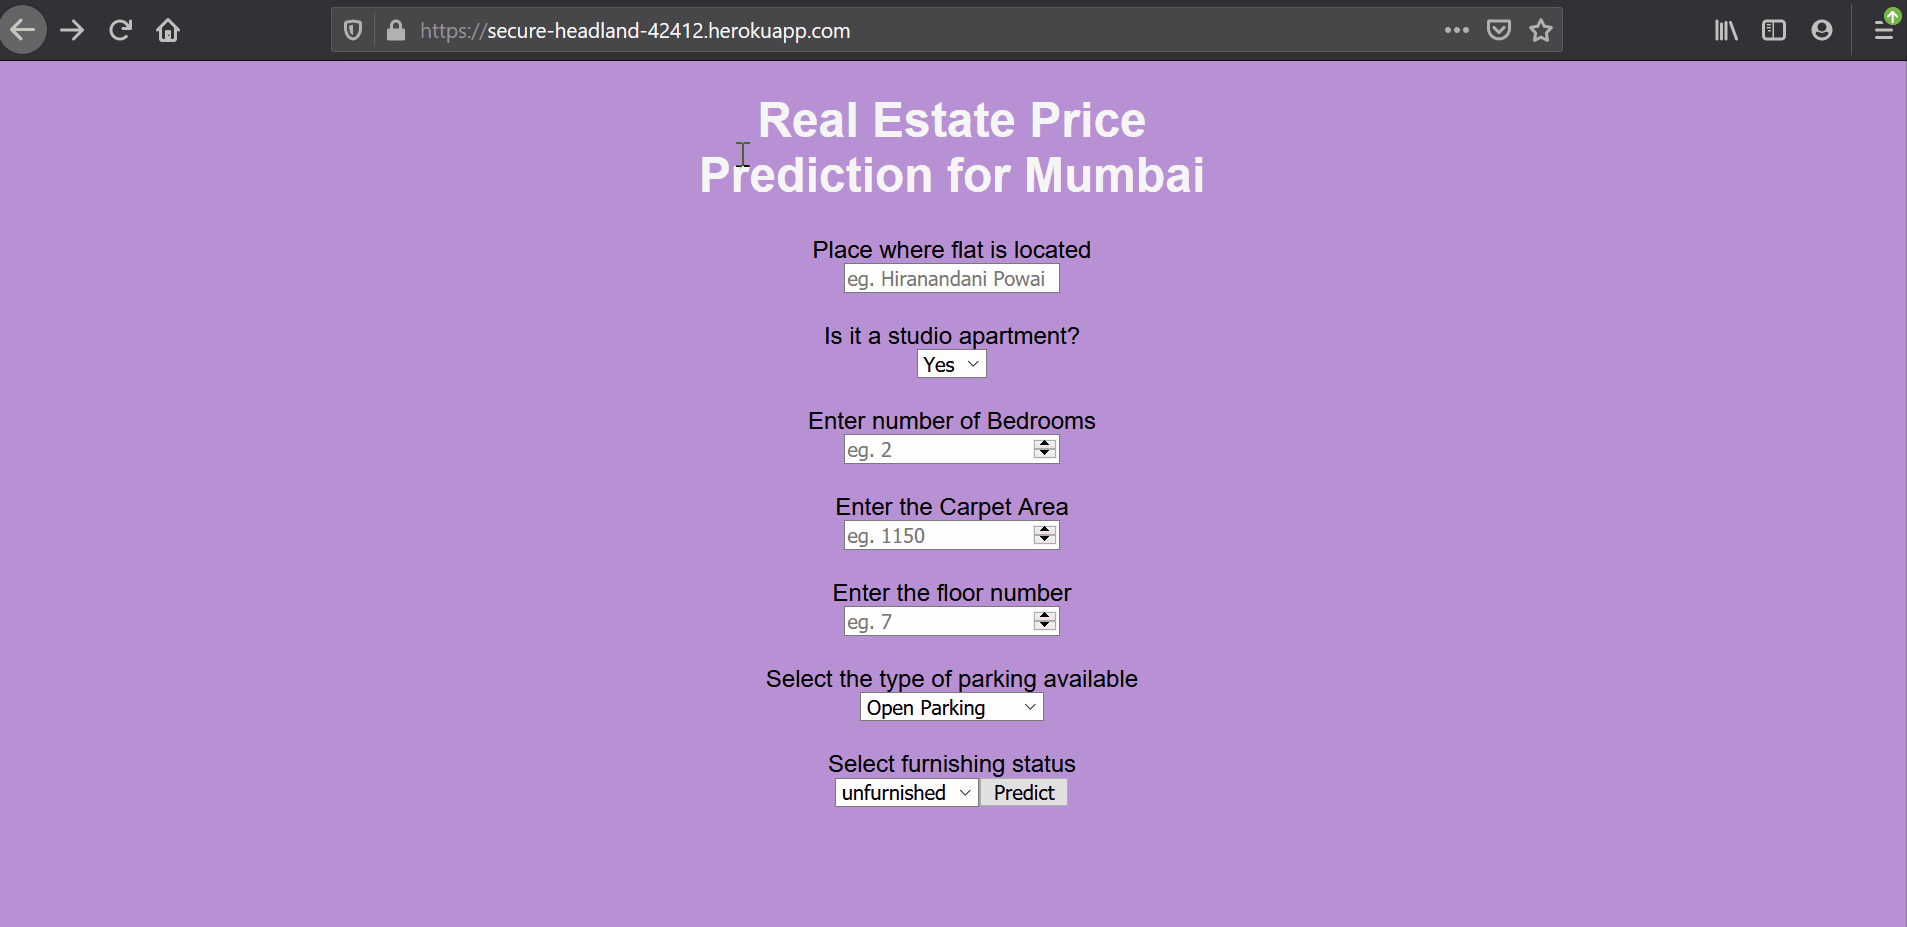 https://secure-headland-42412.herokuapp.com
Real Estate Price
Prediction for Mumbai
Place where flat is located
eg. Hiranandani Powai
Is it a studio apartment?
Yes
Enter number of Bedrooms
eg. 2
Enter the Carpet Area
eg. 1150
Enter the floor number
eg. 7
Select the type of parking available
Open Parking
Select furnishing status
unfurnished Predict